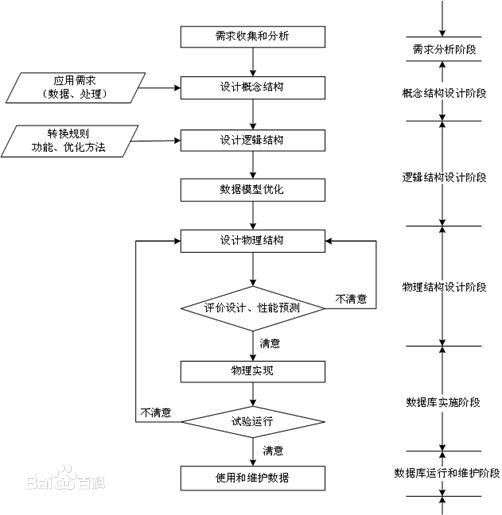 需求收集和分析
需求分析阶段
应用需求
(数据、处理)
设计概念结构
概念结构设计阶段
转换规则
功能、优化方法
设计逻辑结构
逻辑结构设计阶段
数据模型优化
设计物理结构
物理结构设计阶段
评价设计、性能预测
不满意
满意
物理实现
数据库实施阶段
不满意
试验运行
满意
数据库运行和维护阶段
使用和维护数据
Bai百科